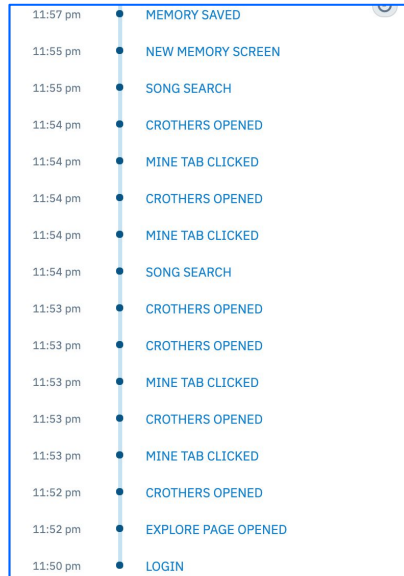 11:57 pm MEMORY SAVED
11:55 pm NEW MEMORY SCREEN
11:55 pm SONG SEARCH
11:54 pm CROTHERS OPENED
11:54 pm MINE TAB CLICKED
11:54 pm CROTHERS OPENED
11:54 pm MINE TAB CLICKED
11:54 pm SONG SEARCH
11:53 pm CROTHERS OPENED
11:53 pm CROTHERS OPENED
11:53 pm MINE TAB CLICKED
11:53 pm CROTHERS OPENED
11:53 pm MINE TAB CLICKED
11:52 pm CROTHERS OPENED
11:52 pm EXPLORE PAGE OPENED
11:50 pm LOGIN